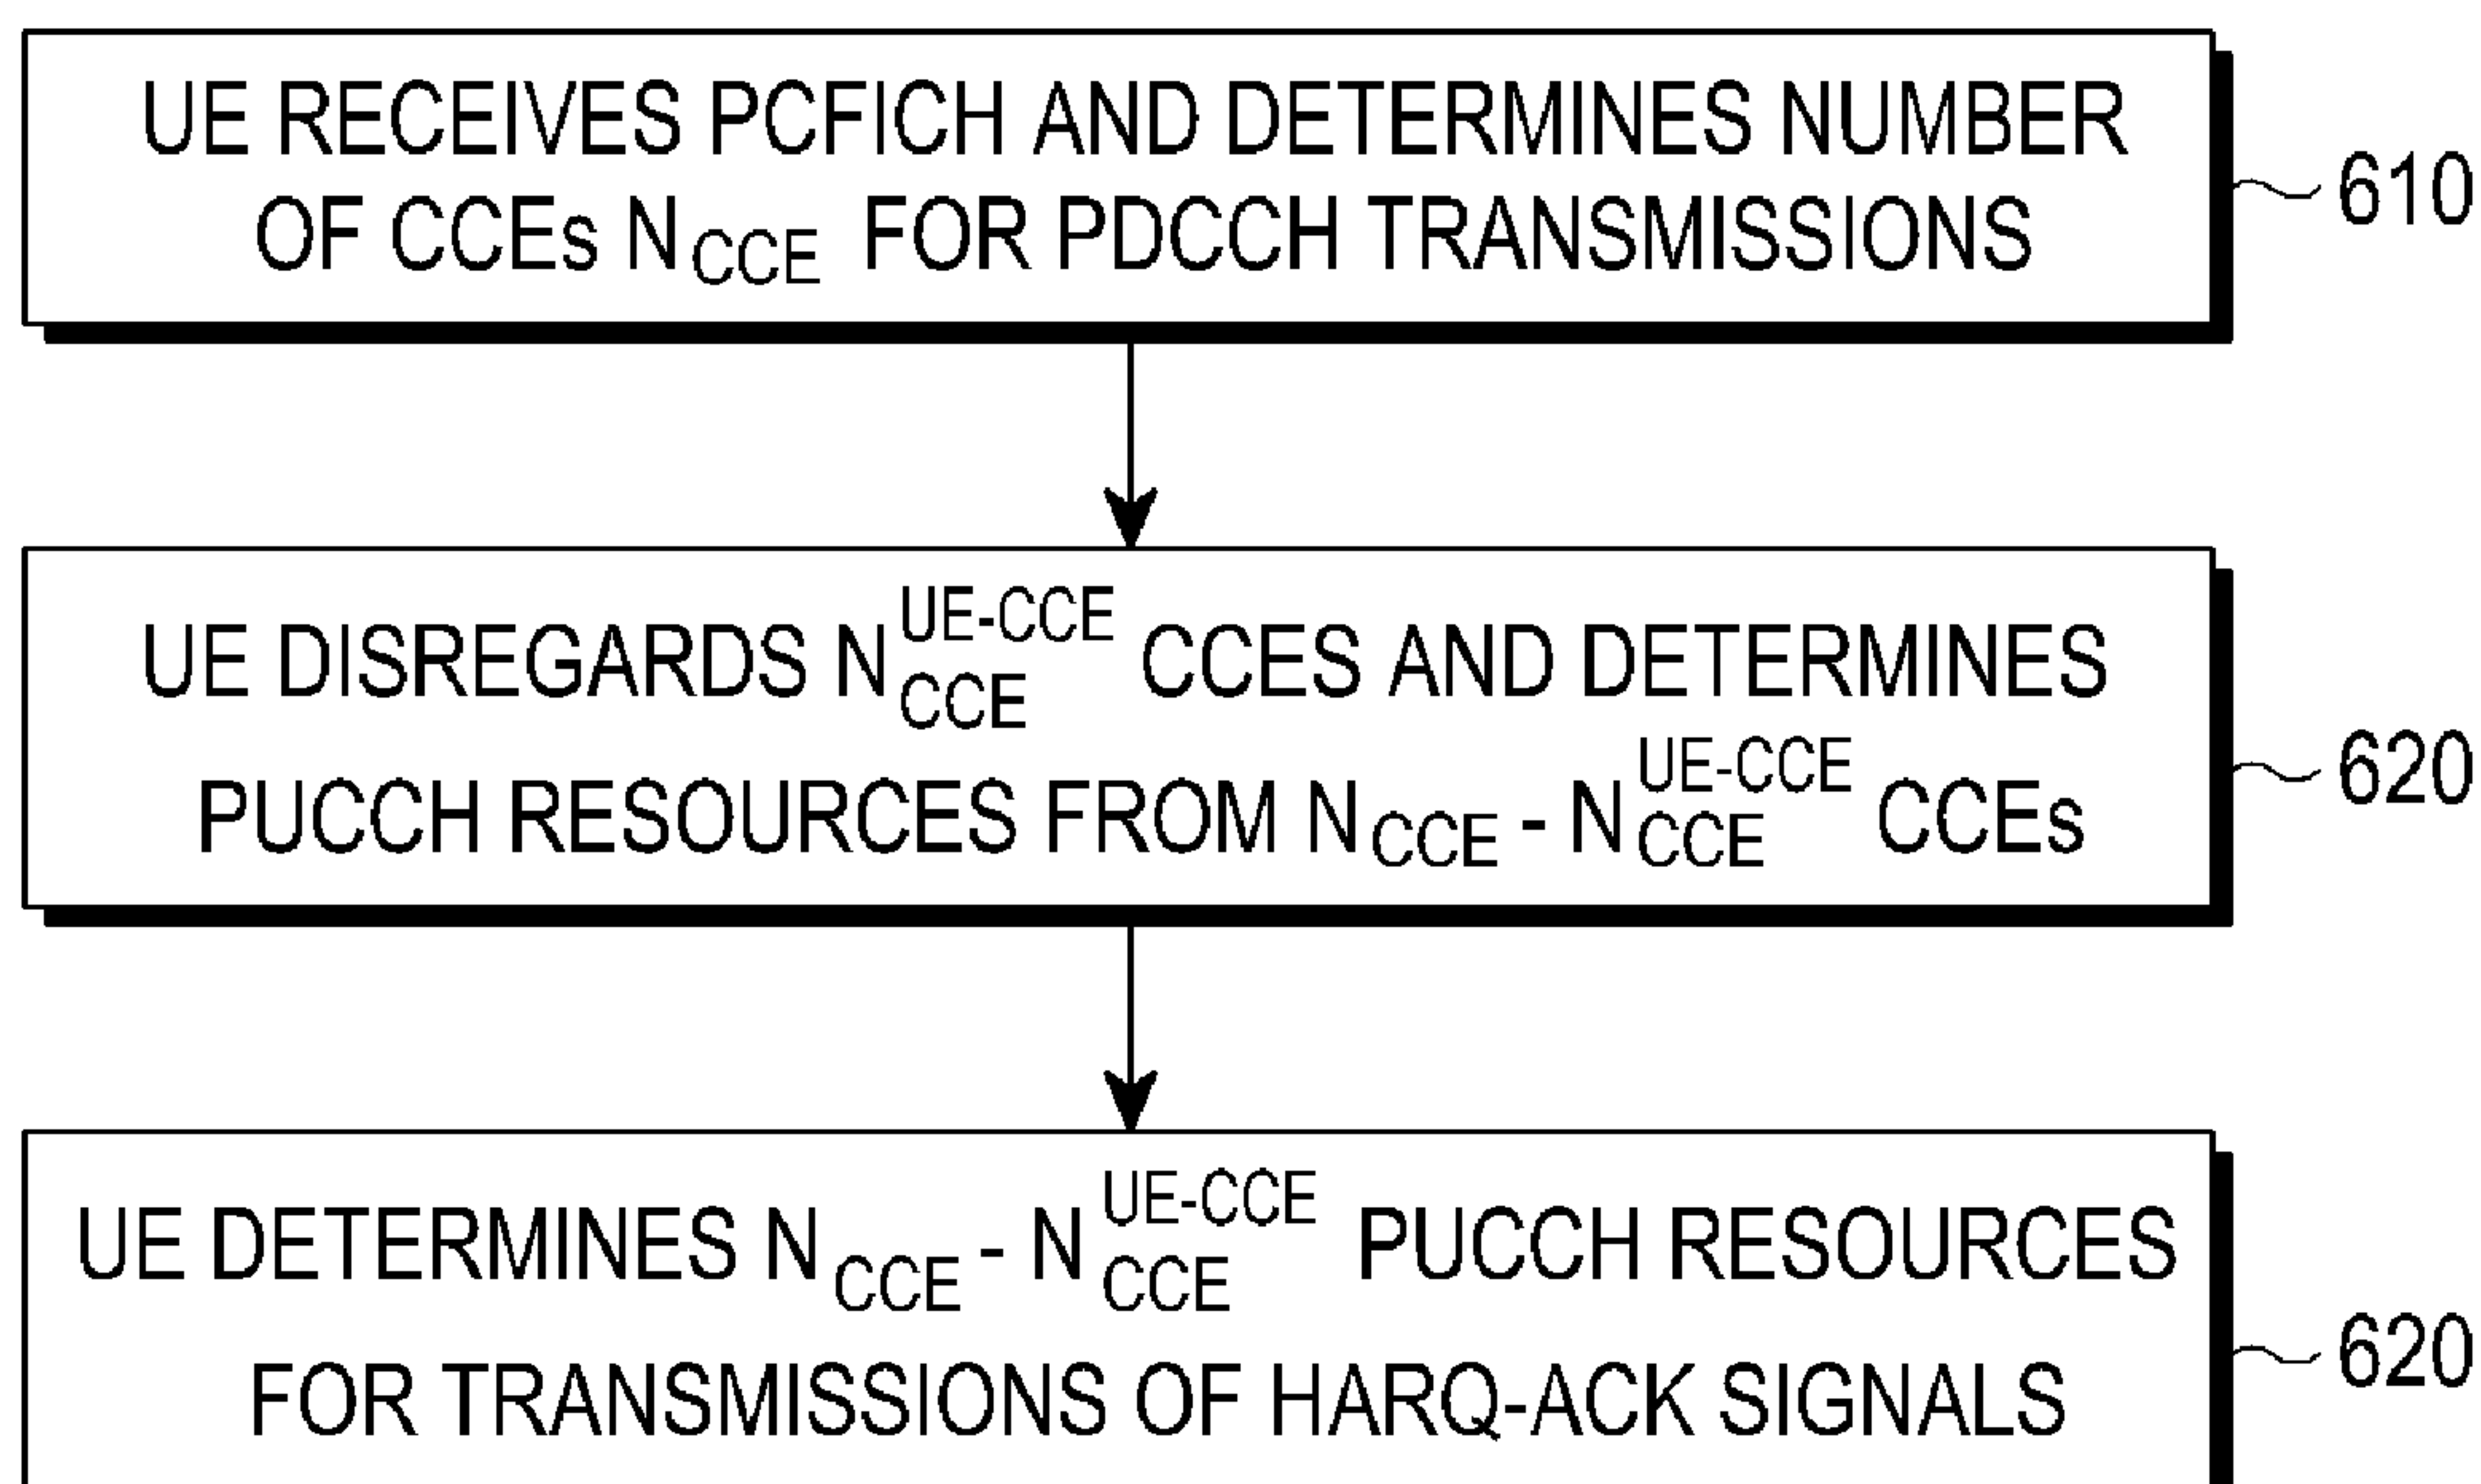 UE RECEIVES PCFICH AND DETERMINES NUMBER
OF CCEs N_CCE FOR PDCCH TRANSMISSIONS
610
UE DISREGARDS N_CCE^UE-CCE CCES AND DETERMINES
PUCCH RESOURCES FROM N_CCE - N_CCE^UE-CCE CCEs
620
UE DETERMINES N_CCE - N_CCE^UE-CCE PUCCH RESOURCES
FOR TRANSMISSIONS OF HARQ-ACK SIGNALS
620